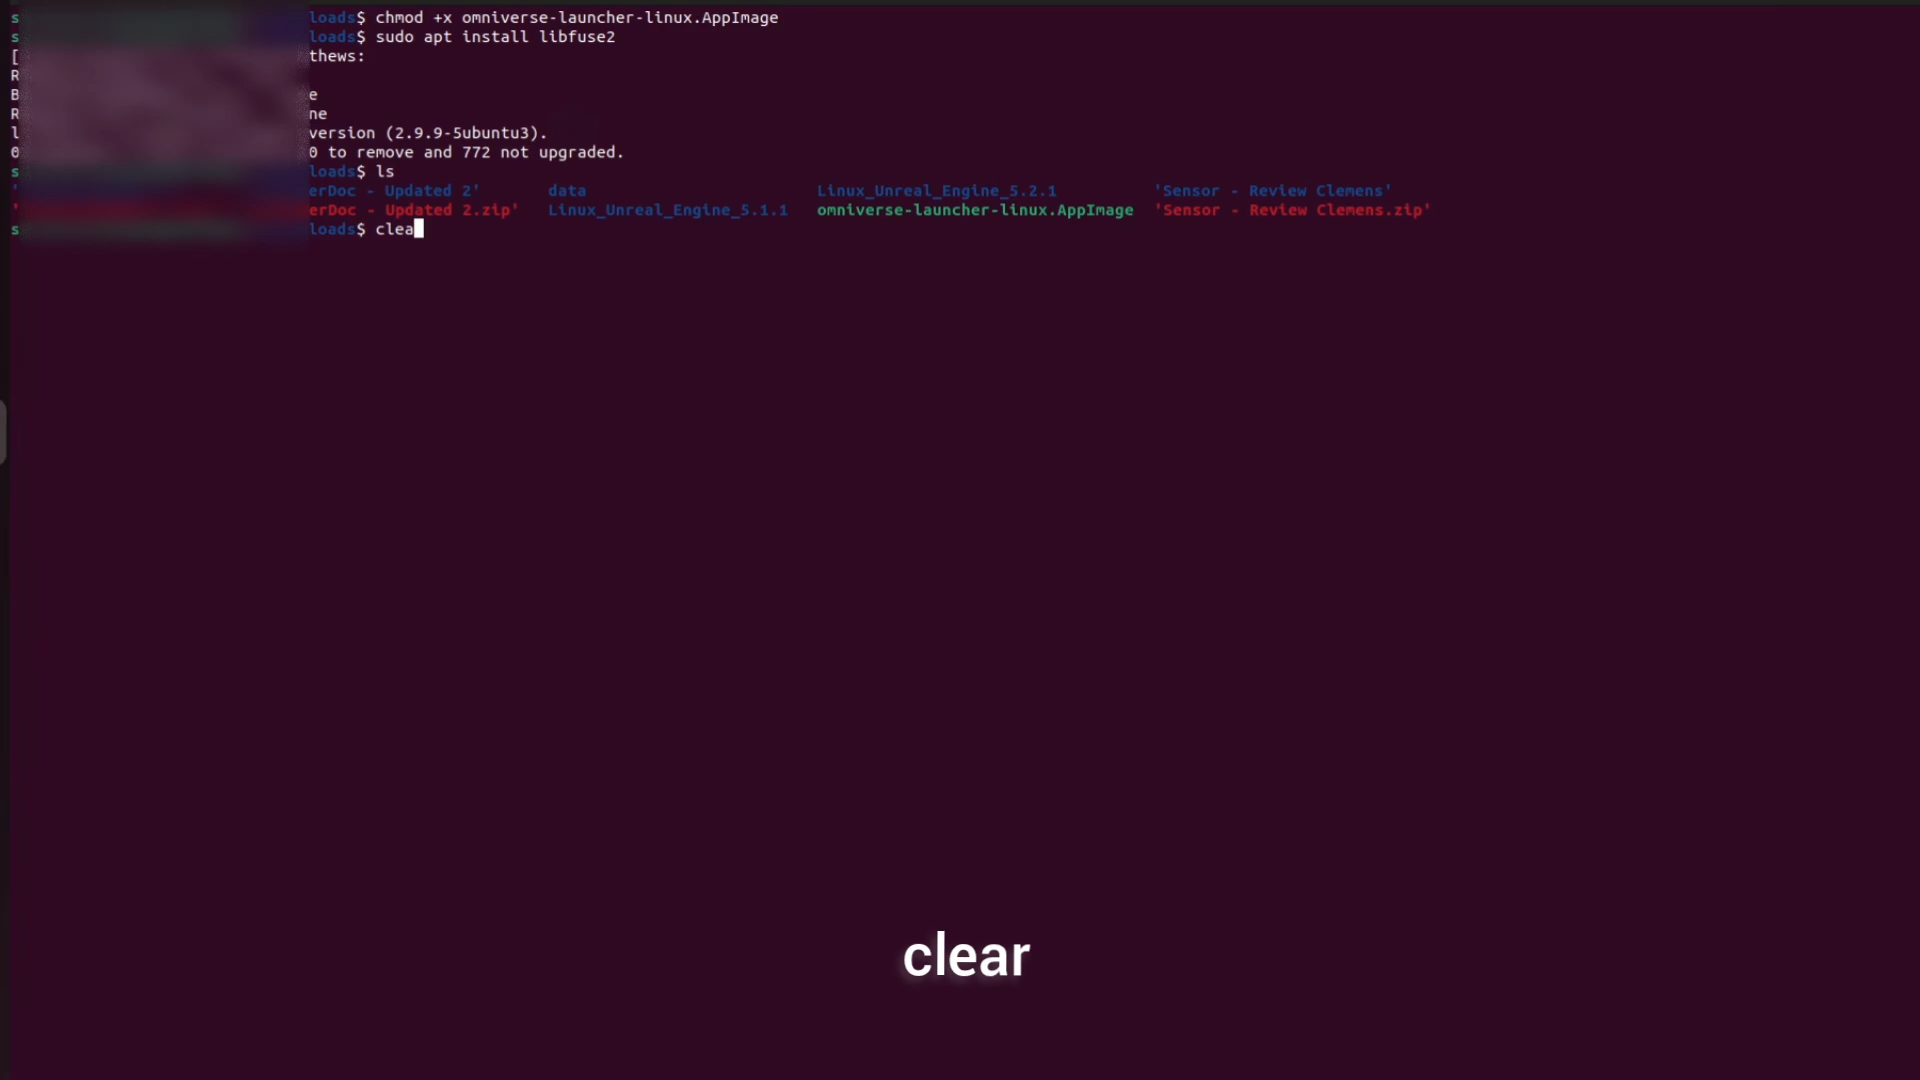 loads$ chmod +x omniverse-launcher-linux.AppImage
loads$ sudo apt install libfuse2
thews:
version (2.9.9-5ubuntu3).
0 to remove and 772 not upgraded.
loads$ ls
erDoc - Updated 2' data Linux_Unreal_Engine_5.2.1 'Sensor - Review Clemens'
erDoc - Updated 2.zip' Linux_Unreal_Engine_5.1.1 omniverse-launcher-linux.AppImage 'Sensor - Review Clemens.zip'
loads$ clea
clear